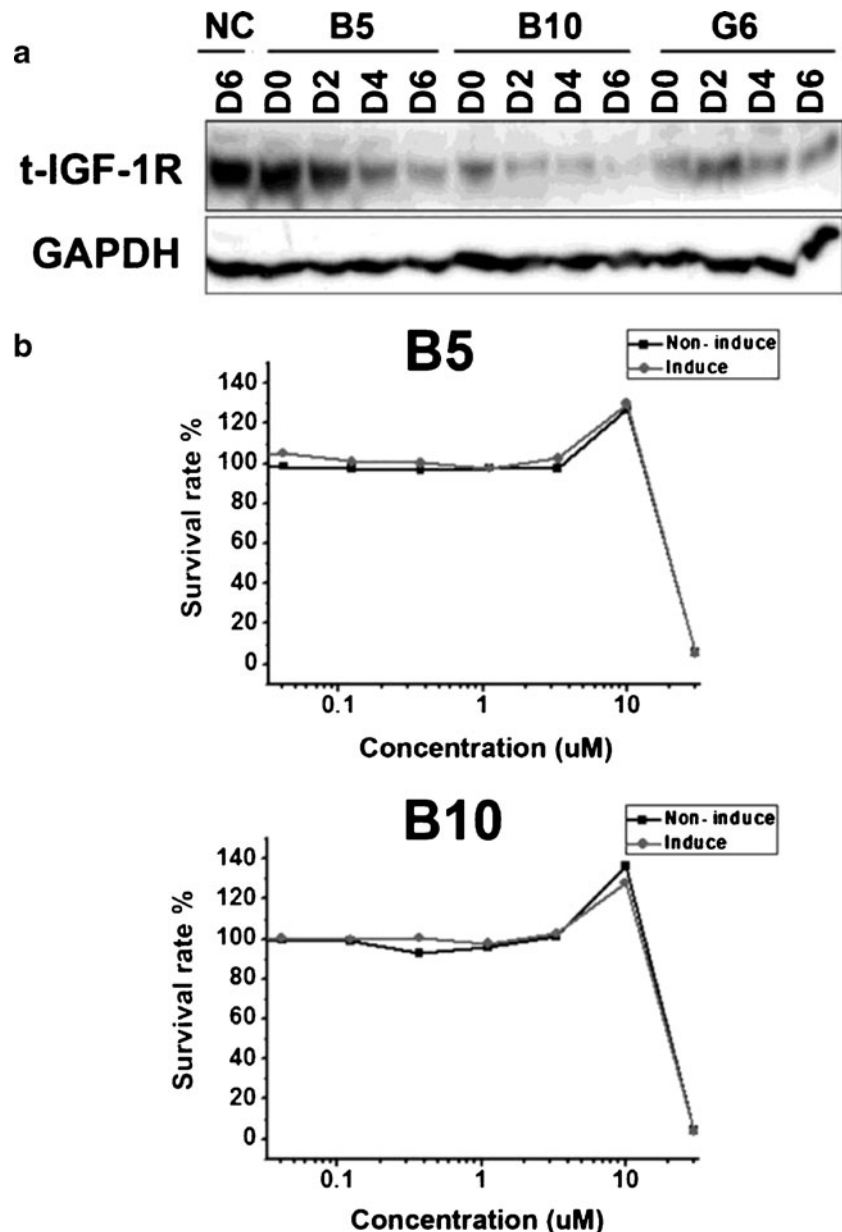 a
NC B5 B10 G6
D6 D0 D2 D4 D6 D0 D2 D4 D6 D0 D2 D4 D6
t-IGF-1R
GAPDH
b
B5
Non- induce
Induce
140
120
100
80
60
40
20
0
Survival rate %
0.1 1 10
Concentration (uM)
B10
Non- induce
Induce
140
120
100
80
60
40
20
0
Survival rate %
0.1 1 10
Concentration (uM)